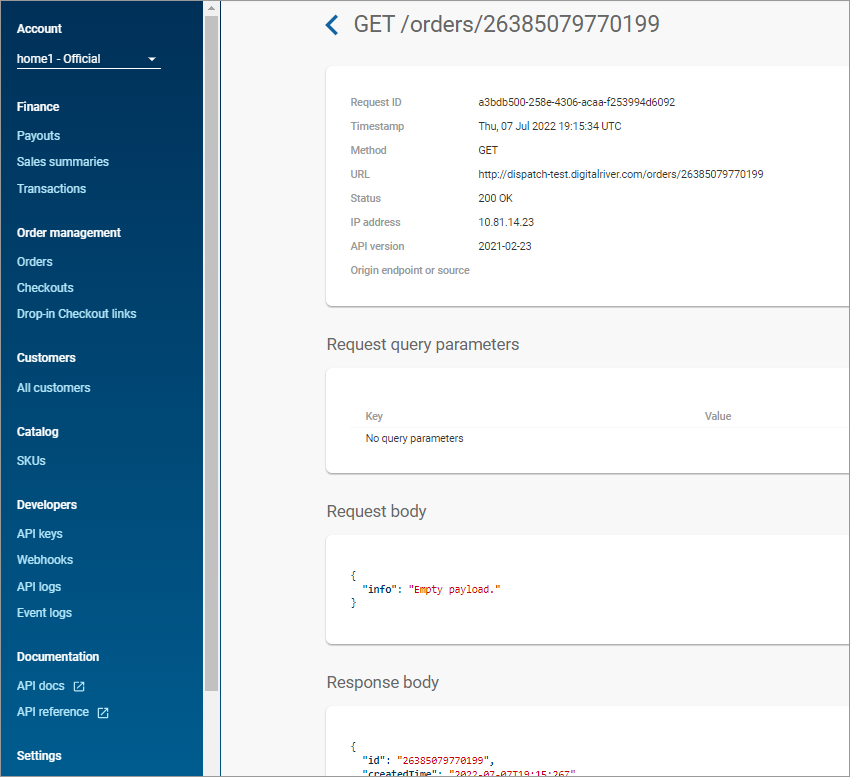 Account
home1 - Official
Finance
Payouts
Sales summaries
Transactions
Order management
Orders
Checkouts
Drop-in Checkout links
Customers
All customers
Catalog
SKUs
Developers
API keys
Webhooks
API logs
Event logs
Documentation
API docs
API reference
Settings
GET /orders/26385079770199
Request ID a3bdb500-258e-4306-acaa-f253994d6092
Timestamp Thu, 07 Jul 2022 19:15:34 UTC
Method GET
URL http://dispatch-test.digitalriver.com/orders/26385079770199
Status 200 OK
IP address 10.81.14.23
API version 2021-02-23
Origin endpoint or source
Request query parameters
Key Value
No query parameters
Request body
{
"info": "Empty payload."
}
Response body
{
"id": "26385079770199",
"createdTime": "2022-07-07T19:15:26Z"